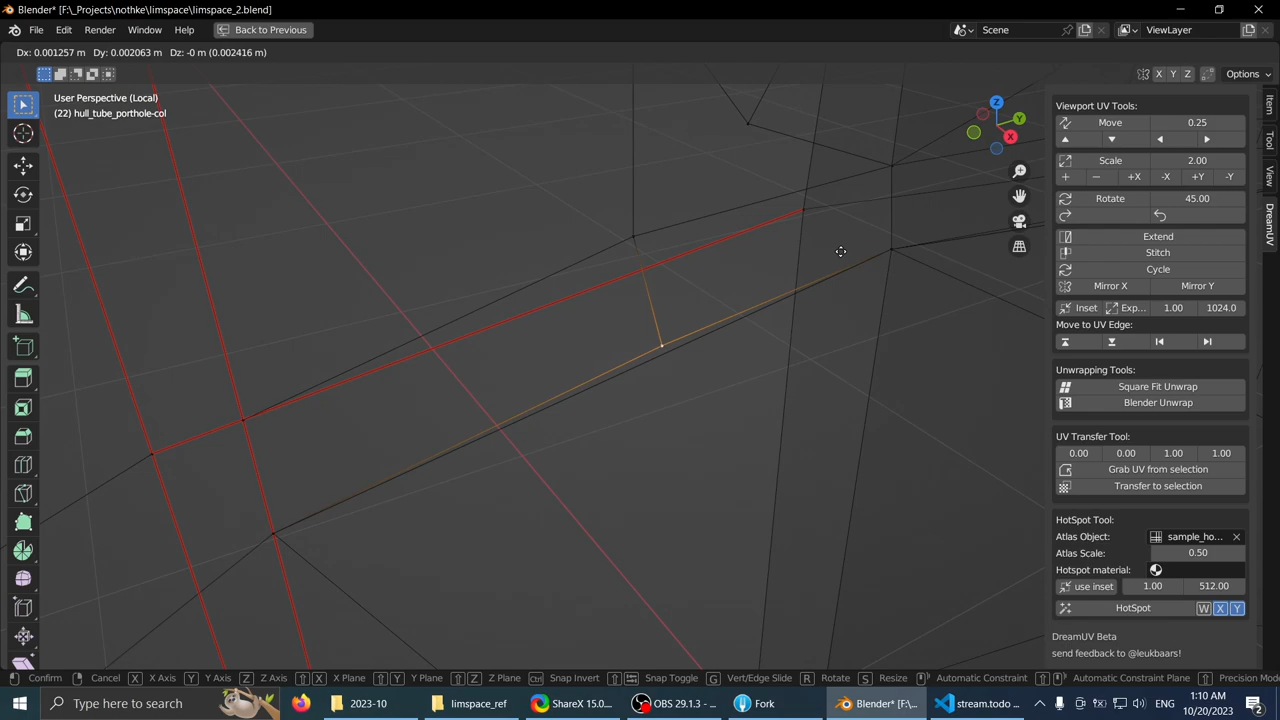 Blender* [F:\_Projects\nothke\limspace_2.blend]
File Edit Render Window Help Back to Previous Scene ViewLayer
Dx: 0.001257 m Dy: 0.002063 m Dz: -0 m (0.002416 m)
X Y Z Options
User Perspective (Local)
(22) hull_tube_porthole-col
Z
Y
X
Item
Tool
View
DreamUV
Viewport UV Tools:
Move 0.25
Scale 2.00
+ − +X -X +Y -Y
Rotate 45.00
Extend
Stitch
Cycle
Mirror X Mirror Y
Inset Exp... 1.00 1024.0
Move to UV Edge:
Unwrapping Tools:
Square Fit Unwrap
Blender Unwrap
UV Transfer Tool:
0.00 0.00 1.00 1.00
Grab UV from selection
Transfer to selection
HotSpot Tool:
Atlas Object: sample_ho...
Atlas Scale: 0.50
Hotspot material:
use inset 1.00 512.00
HotSpot W X Y
DreamUV Beta
send feedback to @leukbaars!
Confirm Cancel X X Axis Y Y Axis Z Z Axis X X Plane Y Y Plane Z Z Plane Ctrl Snap Invert Snap Toggle G Vert/Edge Slide R Rotate S Resize Automatic Constraint Automatic Constraint Plane Precision Mode
Type here to search 2023-10 limspace_ref ShareX 15.0... OBS 29.1.3 - ... Fork Blender* [F:\_... stream.todo ... 1:10 AM
10/20/2023 2